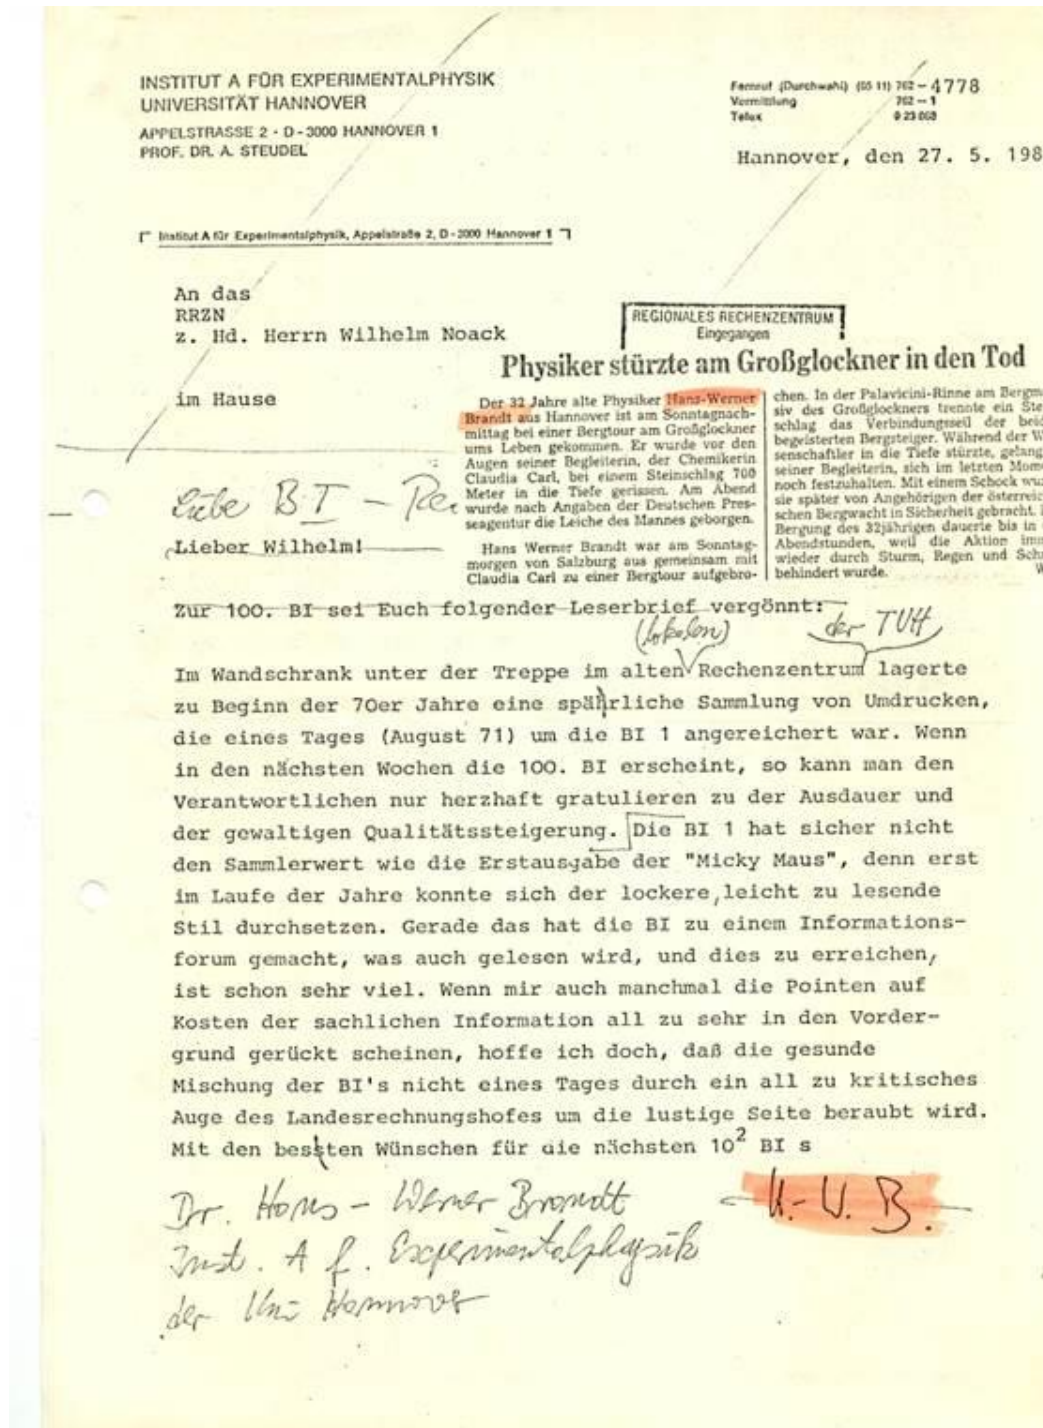 INSTITUT A FÜR EXPERIMENTALPHYSIK
UNIVERSITÄT HANNOVER
APPELSTRASSE 2 · D-3000 HANNOVER 1
PROF. DR. A. STEUDEL
Fernruf (Durchwahl) (05 11) 762 - 4778
Vermittlung 762 - 1
Telex 9 23 868
Hannover, den 27. 5. 198
Institut A für Experimentalphysik, Appelstraße 2, D-3000 Hannover 1
An das
RRZN
z. Hd. Herrn Wilhelm Noack
im Hause
REGIONALES RECHENZENTRUM
Eingegangen
Physiker stürzte am Großglockner in den Tod
Der 32 Jahre alte Physiker Hans-Werner
Brandt aus Hannover ist am Sonntagnach-
mittag bei einer Bergtour am Großglockner
ums Leben gekommen. Er wurde vor den
Augen seiner Begleiterin, der Chemikerin
Claudia Carl, bei einem Steinschlag 700
Meter in die Tiefe gerissen. Am Abend
wurde nach Angaben der Deutschen Pres-
seagentur die Leiche des Mannes geborgen.
Hans Werner Brandt war am Sonntag-
morgen von Salzburg aus gemeinsam mit
Claudia Carl zu einer Bergtour aufgebro-
chen. In der Palavicini-Rinne am Bergma
siv des Großglockners trennte ein Ste
schlag das Verbindungsseil der beid
begeisterten Bergsteiger. Während der W
senschaftler in die Tiefe stürzte, gelang
seiner Begleiterin, sich im letzten Mom
noch festzuhalten. Mit einem Schock wu
sie später von Angehörigen der österreic
schen Bergwacht in Sicherheit gebracht.
Bergung des 32jährigen dauerte bis in
Abendstunden, weil die Aktion imm
wieder durch Sturm, Regen und Sch
behindert wurde.
Liebe BI -
Lieber Wilhelm!
Zur 100. BI sei Euch folgender Leserbrief vergönnt:
(lokalen) der TUH
Im Wandschrank unter der Treppe im alten Rechenzentrum lagerte
zu Beginn der 70er Jahre eine spährliche Sammlung von Umdrucken,
die eines Tages (August 71) um die BI 1 angereichert war. Wenn
in den nächsten Wochen die 100. BI erscheint, so kann man den
Verantwortlichen nur herzhaft gratulieren zu der Ausdauer und
der gewaltigen Qualitätssteigerung. Die BI 1 hat sicher nicht
den Sammlerwert wie die Erstausgabe der "Micky Maus", denn erst
im Laufe der Jahre konnte sich der lockere, leicht zu lesende
Stil durchsetzen. Gerade das hat die BI zu einem Informations-
forum gemacht, was auch gelesen wird, und dies zu erreichen,
ist schon sehr viel. Wenn mir auch manchmal die Pointen auf
Kosten der sachlichen Information all zu sehr in den Vorder-
grund gerückt scheinen, hoffe ich doch, daß die gesunde
Mischung der BI's nicht eines Tages durch ein all zu kritisches
Auge des Landesrechnungshofes um die lustige Seite beraubt wird.
Mit den besten Wünschen für die nächsten 10² BI s
Dr. Hans-Werner Brandt
Inst. A f. Experimentalphysik
der Uni Hannover
H.-W. B.